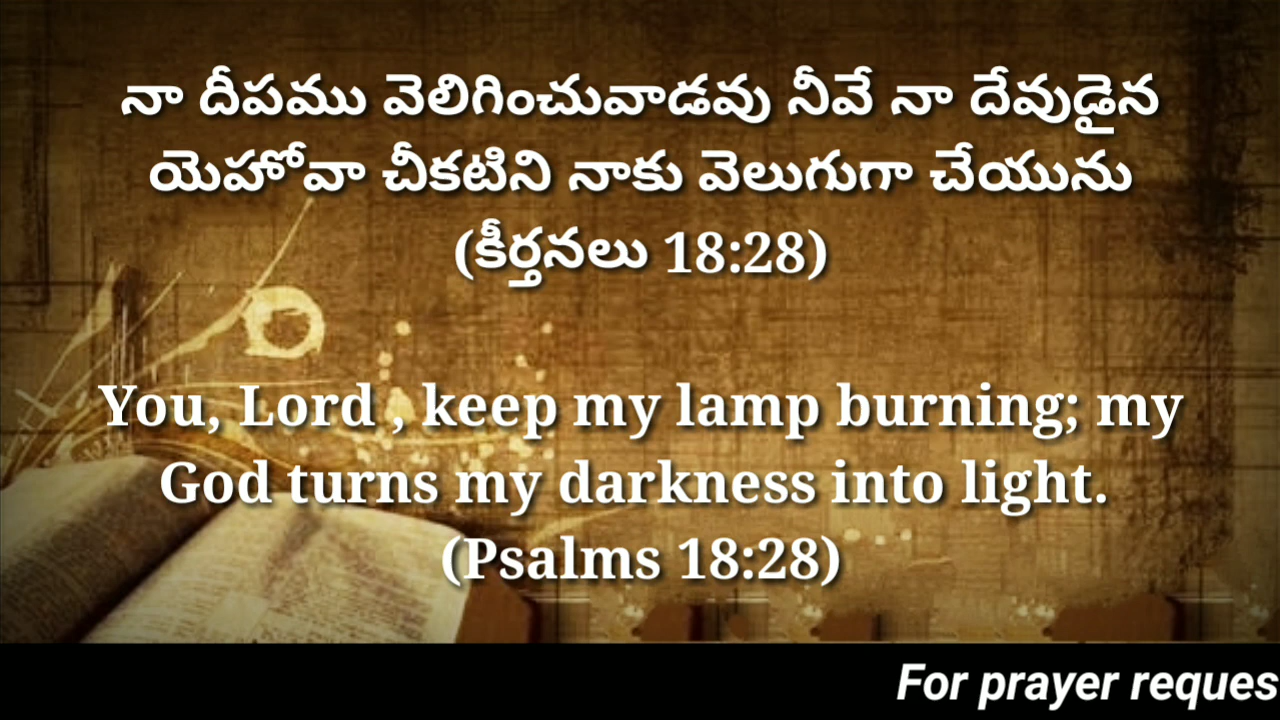 నా దీపము వెలిగించువాడవు నీవే నా దేవుడైన
యెహోవా చీకటిని నాకు వెలుగుగా చేయును
(కీర్తనలు 18:28)
You, Lord , keep my lamp burning; my
God turns my darkness into light.
(Psalms 18:28)
For prayer reques